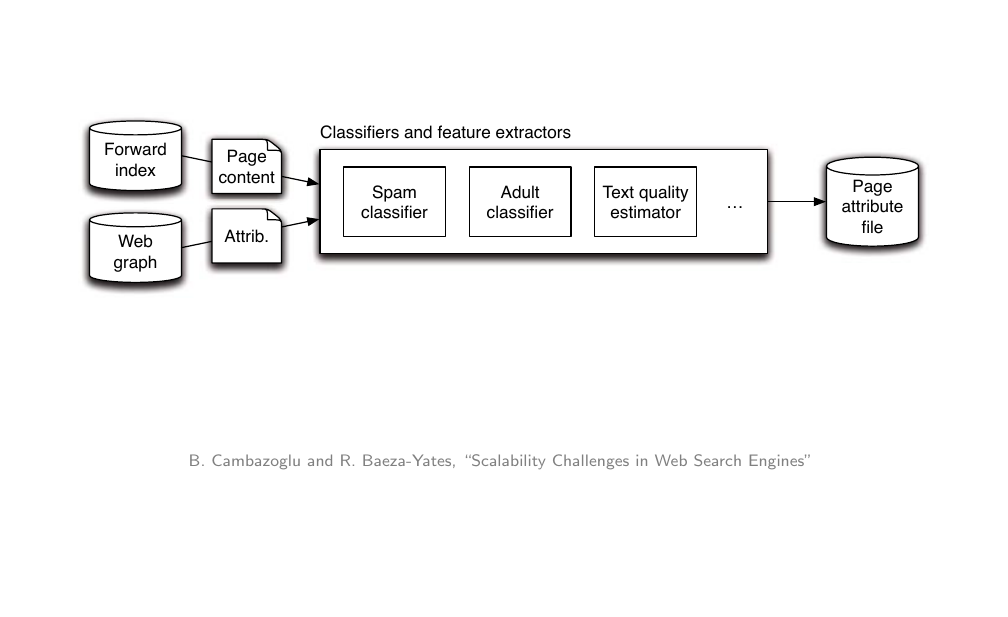 Classifiers and feature extractors
Forward
index
Page
content
Web
graph
Attrib.
Spam
classifier
Adult
classifier
Text quality
estimator
...
Page
attribute
file
B. Cambazoglu and R. Baeza-Yates, “Scalability Challenges in Web Search Engines”